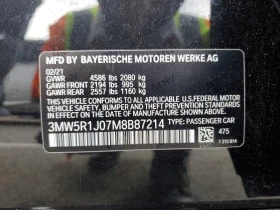 MFD BY BAYERISCHE MOTOREN WERKE AG
02/21
GVWR 4586 lbs 2080 kg
GAWR FRONT 2194 lbs 995 kg
GAWR REAR 2557 lbs 1160 kg
THIS VEHICLE CONFORMS TO ALL APPLICABLE
U.S. FEDERAL MOTOR VEHICLE SAFETY,
BUMPER, AND THEFT PREVENTION STANDARDS
IN EFFECT ON THE DATE OF MANUFACTURE
SHOWN ABOVE.
3MW5R1J07M8B87214 TYPE: PASSENGER CAR
475